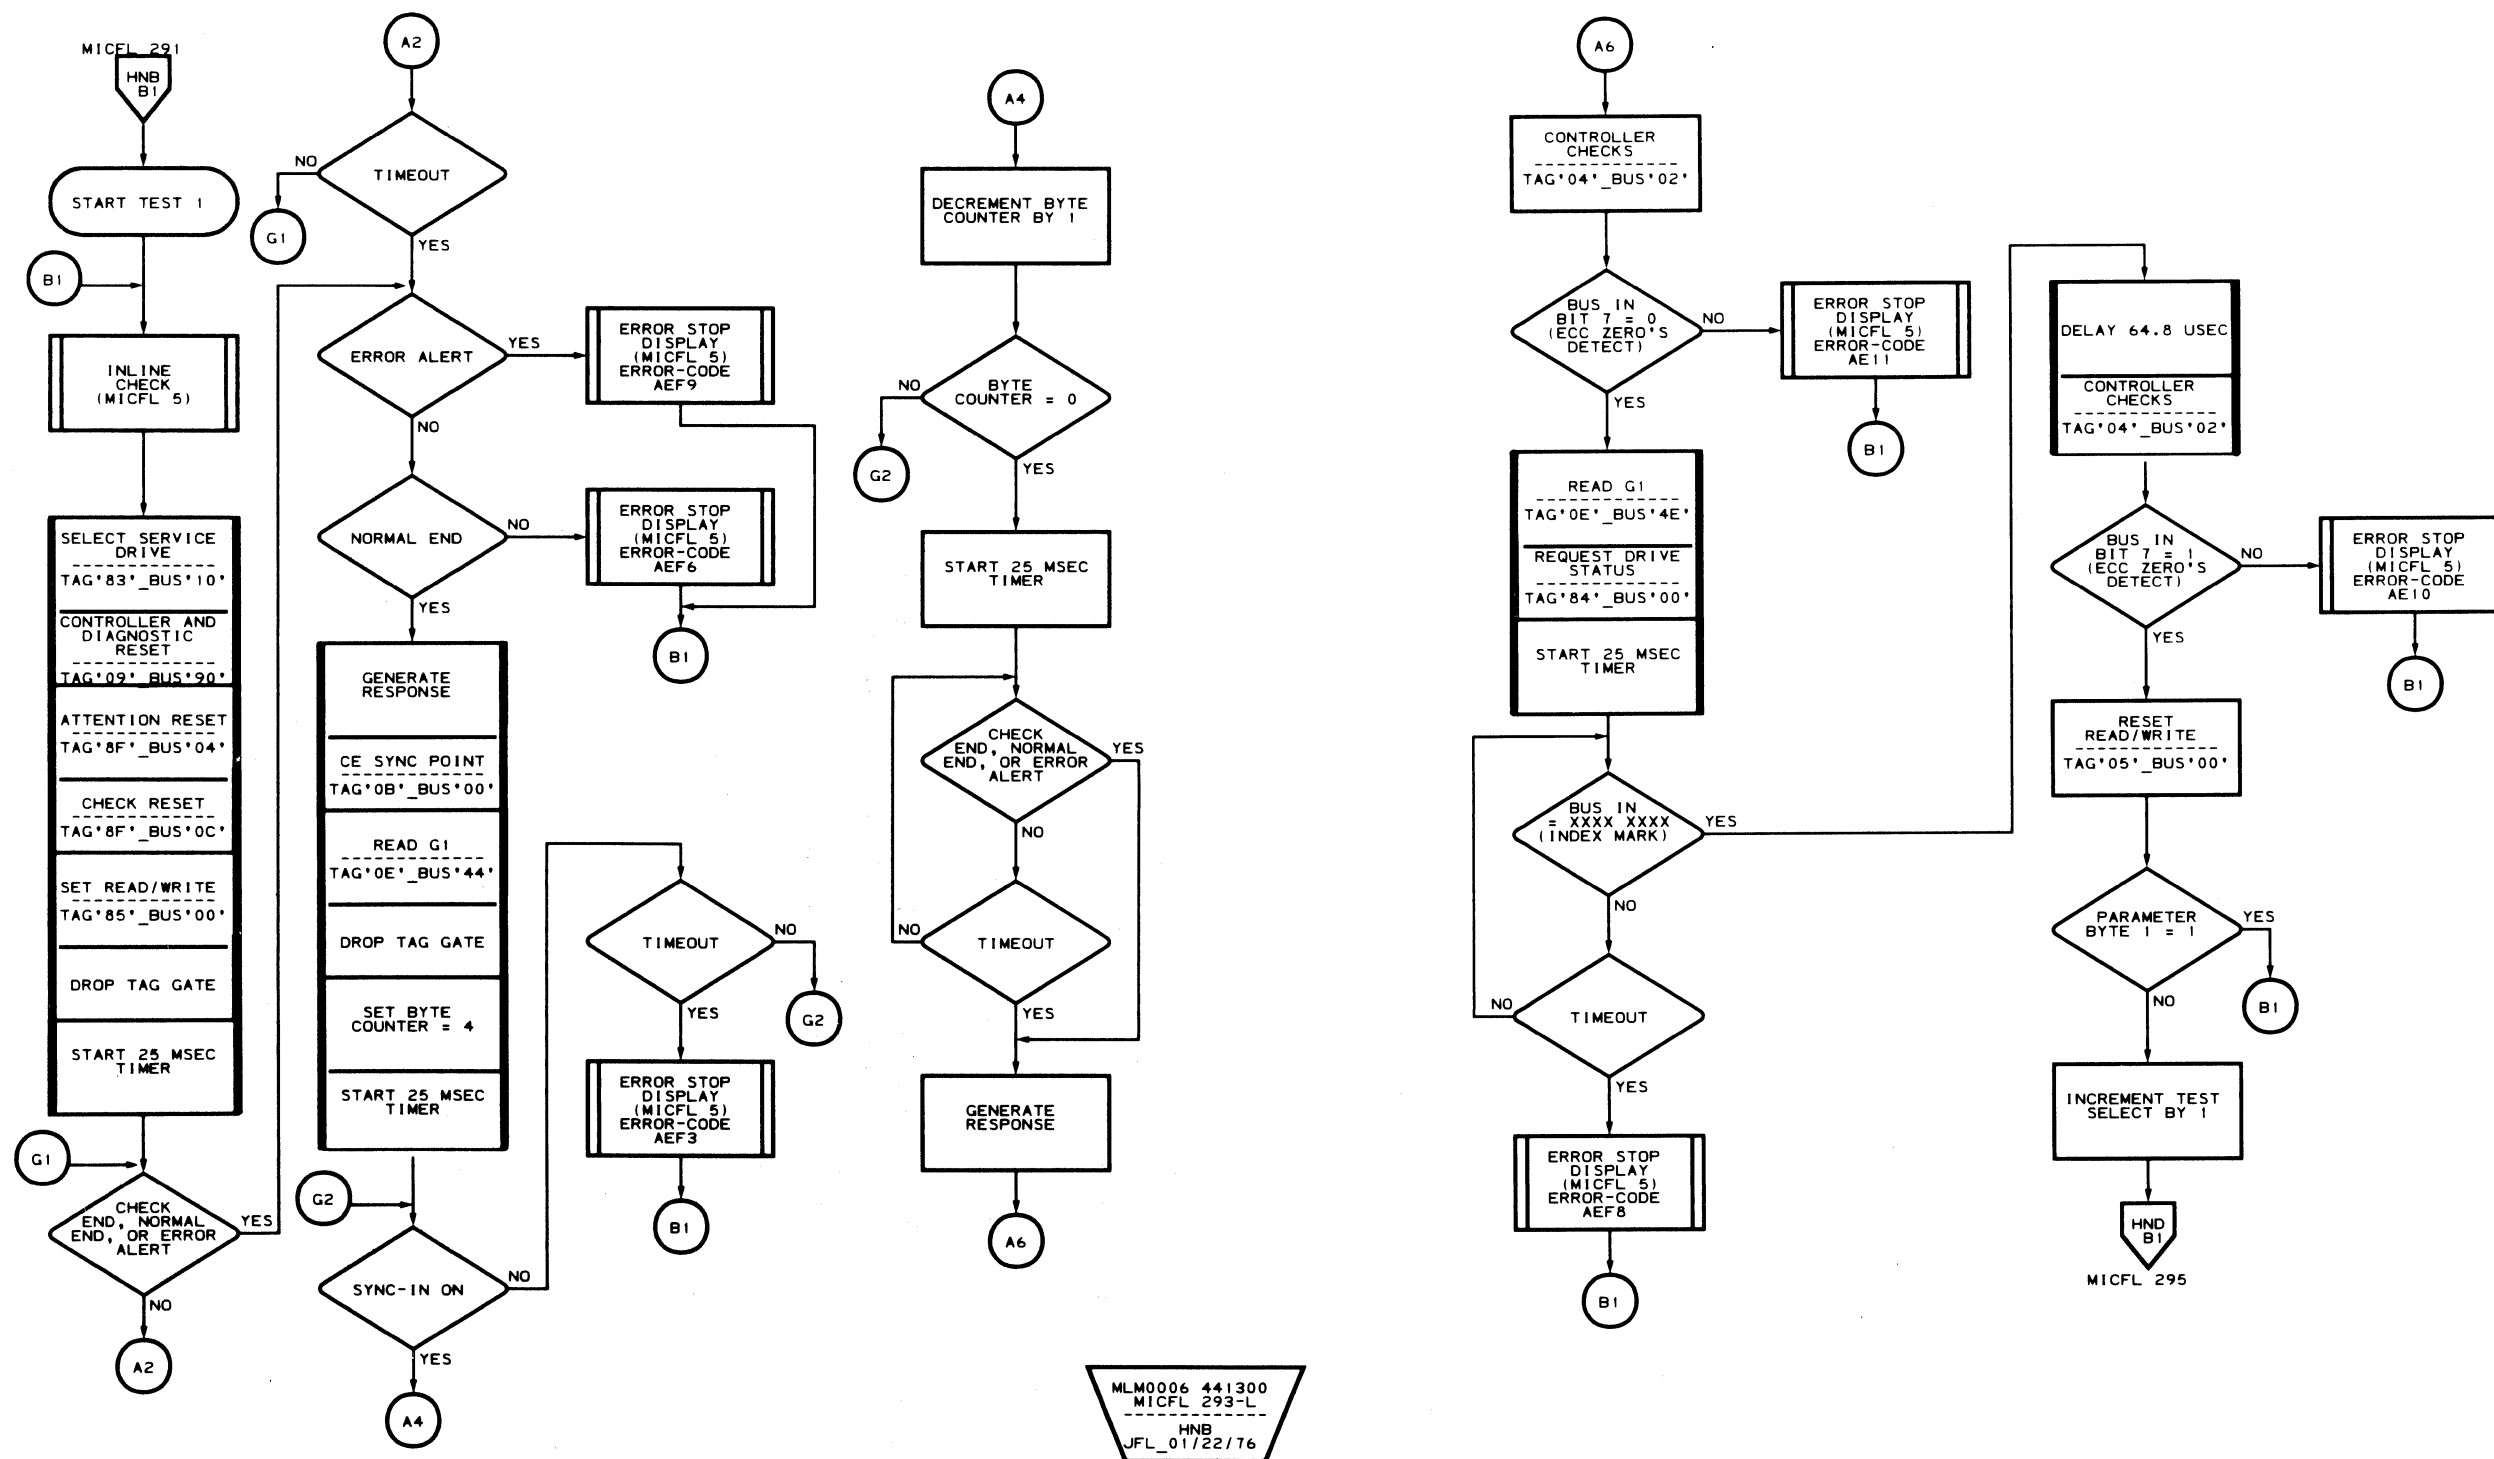 MICFL 291
HNB
B1
START TEST 1
B1
INLINE
CHECK
(MICFL 5)
SELECT SERVICE
DRIVE
TAG'83'_BUS'10'
CONTROLLER AND
DIAGNOSTIC
RESET
TAG'09'_BUS'90'
ATTENTION RESET
TAG'8F'_BUS'04'
CHECK RESET
TAG'8F'_BUS'0C'
SET READ/WRITE
TAG'85'_BUS'00'
DROP TAG GATE
START 25 MSEC
TIMER
G1
CHECK
END, NORMAL
END, OR ERROR
ALERT
YES
NO
A2
A2
TIMEOUT
NO
G1
YES
ERROR ALERT
YES
ERROR STOP
DISPLAY
(MICFL 5)
ERROR-CODE
AEF9
NO
NORMAL END
NO
ERROR STOP
DISPLAY
(MICFL 5)
ERROR-CODE
AEF6
B1
YES
GENERATE
RESPONSE
CE SYNC POINT
TAG'0B'_BUS'00'
READ G1
TAG'0E'_BUS'44'
DROP TAG GATE
SET BYTE
COUNTER = 4
START 25 MSEC
TIMER
G2
SYNC-IN ON
NO
YES
A4
TIMEOUT
NO
G2
YES
ERROR STOP
DISPLAY
(MICFL 5)
ERROR-CODE
AEF3
B1
A4
DECREMENT BYTE
COUNTER BY 1
BYTE
COUNTER = 0
NO
G2
YES
START 25 MSEC
TIMER
CHECK
END, NORMAL
END, OR ERROR
ALERT
YES
NO
TIMEOUT
NO
YES
GENERATE
RESPONSE
A6
A6
CONTROLLER
CHECKS
TAG'04'_BUS'02'
BUS IN
BIT 7 = 0
(ECC ZERO'S
DETECT)
NO
ERROR STOP
DISPLAY
(MICFL 5)
ERROR-CODE
AE11
B1
YES
READ G1
TAG'0E'_BUS'4E'
REQUEST DRIVE
STATUS
TAG'84'_BUS'00'
START 25 MSEC
TIMER
BUS IN
= XXXX XXXX
(INDEX MARK)
YES
NO
TIMEOUT
NO
YES
ERROR STOP
DISPLAY
(MICFL 5)
ERROR-CODE
AEF8
B1
DELAY 64.8 USEC
CONTROLLER
CHECKS
TAG'04'_BUS'02'
BUS IN
BIT 7 = 1
(ECC ZERO'S
DETECT)
NO
ERROR STOP
DISPLAY
(MICFL 5)
ERROR-CODE
AE10
B1
YES
RESET
READ/WRITE
TAG'05'_BUS'00'
PARAMETER
BYTE 1 = 1
YES
B1
NO
INCREMENT TEST
SELECT BY 1
HND
B1
MICFL 295
MLM0006 441300
MICFL 293-L
HNB
JFL_01/22/76